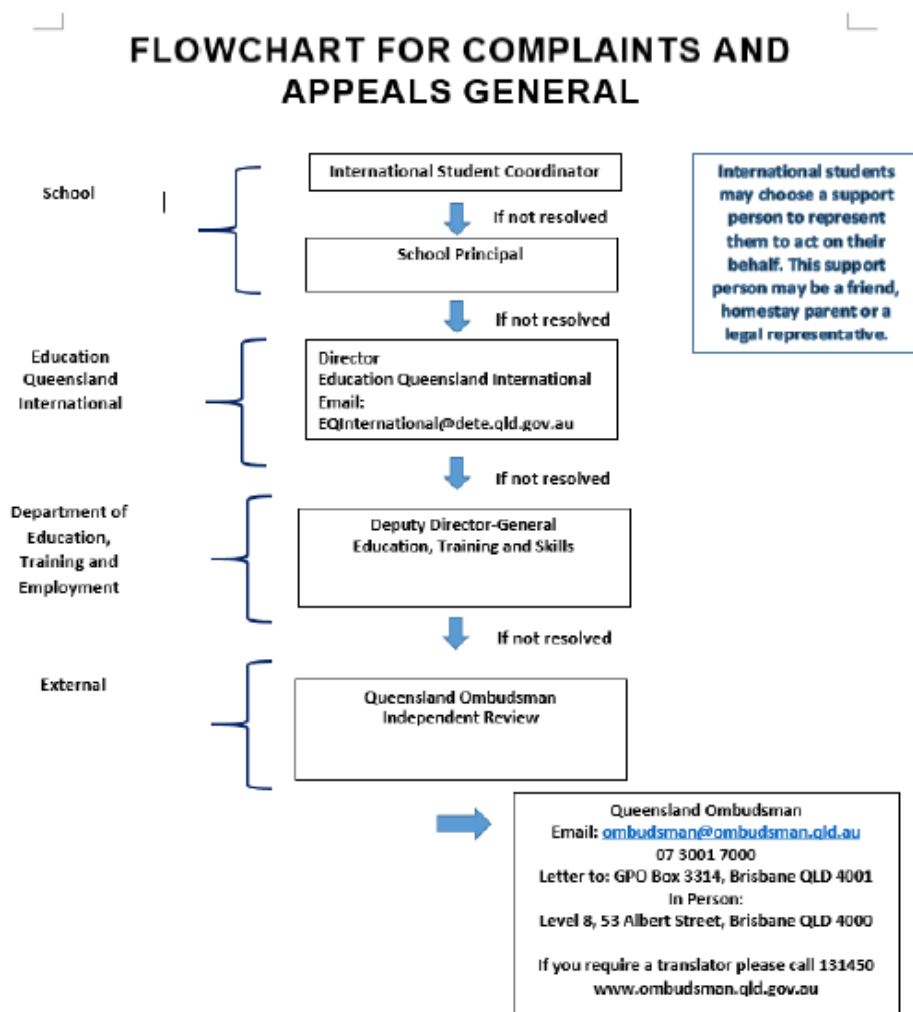 FLOWCHART FOR COMPLAINTS AND
APPEALS GENERAL
School
International Student Coordinator
If not resolved
School Principal
International students
may choose a support
person to represent
them to act on their
behalf. This support
person may be a friend,
homestay parent or a
legal representative.
If not resolved
Education
Queensland
International
Director
Education Queensland International
Email:
EQInternational@dete.qld.gov.au
If not resolved
Department of
Education,
Training and
Employment
Deputy Director-General
Education, Training and Skills
If not resolved
External
Queensland Ombudsman
Independent Review
Queensland Ombudsman
Email: ombudsman@ombudsman.qld.au
07 3001 7000
Letter to: GPO Box 3314, Brisbane QLD 4001
In Person:
Level 8, 53 Albert Street, Brisbane QLD 4000
If you require a translator please call 131450
www.ombudsman.qld.gov.au